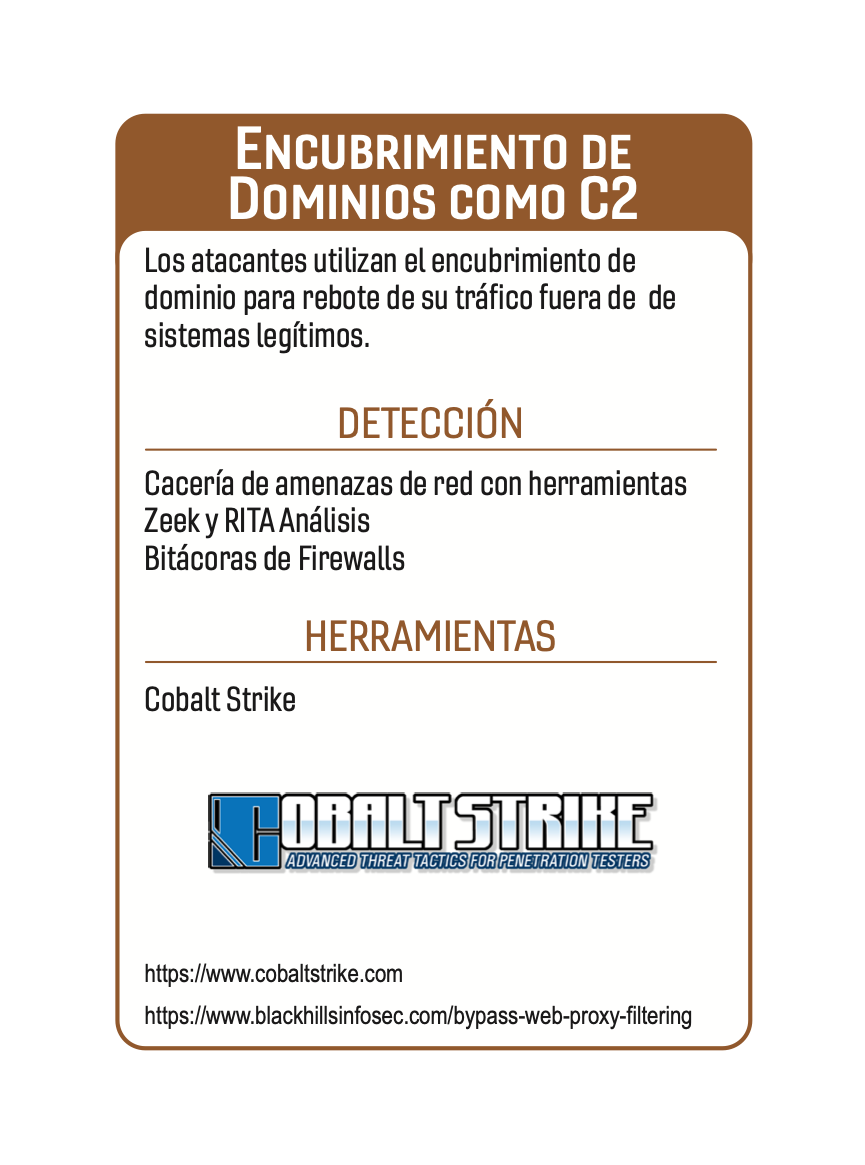 Encubrimiento de
Dominios como C2
Los atacantes utilizan el encubrimiento de
dominio para rebote de su tráfico fuera de  de
sistemas legítimos.
DETECCIÓN
Cacería de amenazas de red con herramientas
Zeek y RITA Análisis
Bitácoras de Firewalls
HERRAMIENTAS
Cobalt Strike
COBALT STRIKE
ADVANCED THREAT TACTICS FOR PENETRATION TESTERS
https://www.cobaltstrike.com
https://www.blackhillsinfosec.com/bypass-web-proxy-filtering